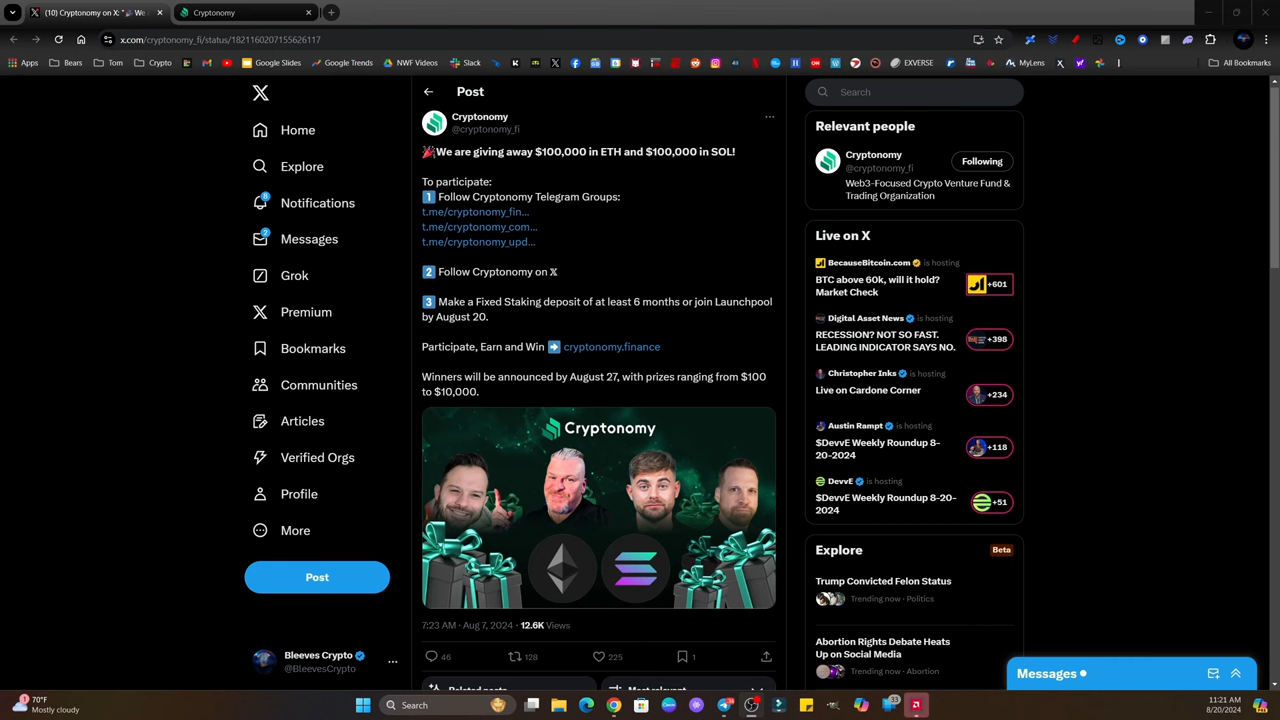 (10) Cryptonomy on X: "🎉 We
Cryptonomy
x.com/cryptonomy_fi/status/1821160207155626117
Apps
Bears
Tom
Crypto
Google Slides
Google Trends
NWF Videos
Slack
EXVERSE
MyLens
All Bookmarks
Home
Explore
8
Notifications
2
Messages
Grok
Premium
Bookmarks
Communities
Articles
Verified Orgs
Profile
More
Post
Bleeves Crypto
@BleevesCrypto
Post
Cryptonomy
@cryptonomy_fi
🎉We are giving away $100,000 in ETH and $100,000 in SOL!
To participate:
1️⃣ Follow Cryptonomy Telegram Groups:
t.me/cryptonomy_fin...
t.me/cryptonomy_com...
t.me/cryptonomy_upd...
2️⃣ Follow Cryptonomy on 𝕏
3️⃣ Make a Fixed Staking deposit of at least 6 months or join Launchpool
by August 20.
Participate, Earn and Win ➡️ cryptonomy.finance
Winners will be announced by August 27, with prizes ranging from $100
to $10,000.
Cryptonomy
7:23 AM · Aug 7, 2024 · 12.6K Views
46
128
225
1
Related posts
Most relevant
Search
Relevant people
Cryptonomy
@cryptonomy_fi
Following
Web3-Focused Crypto Venture Fund &
Trading Organization
Live on X
BecauseBitcoin.com is hosting
BTC above 60k, will it hold?
Market Check
+601
Digital Asset News is hosting
RECESSION? NOT SO FAST.
LEADING INDICATOR SAYS NO.
+398
Christopher Inks is hosting
Live on Cardone Corner
+234
Austin Rampt is hosting
$DevvE Weekly Roundup 8-
20-2024
+118
DevvE is hosting
$DevvE Weekly Roundup 8-20-
2024
+51
Explore
Beta
Trump Convicted Felon Status
Trending now · Politics
Abortion Rights Debate Heats
Up on Social Media
Trending now · Abortion
Messages
1
70°F
Mostly cloudy
Search
33
11:21 AM
8/20/2024